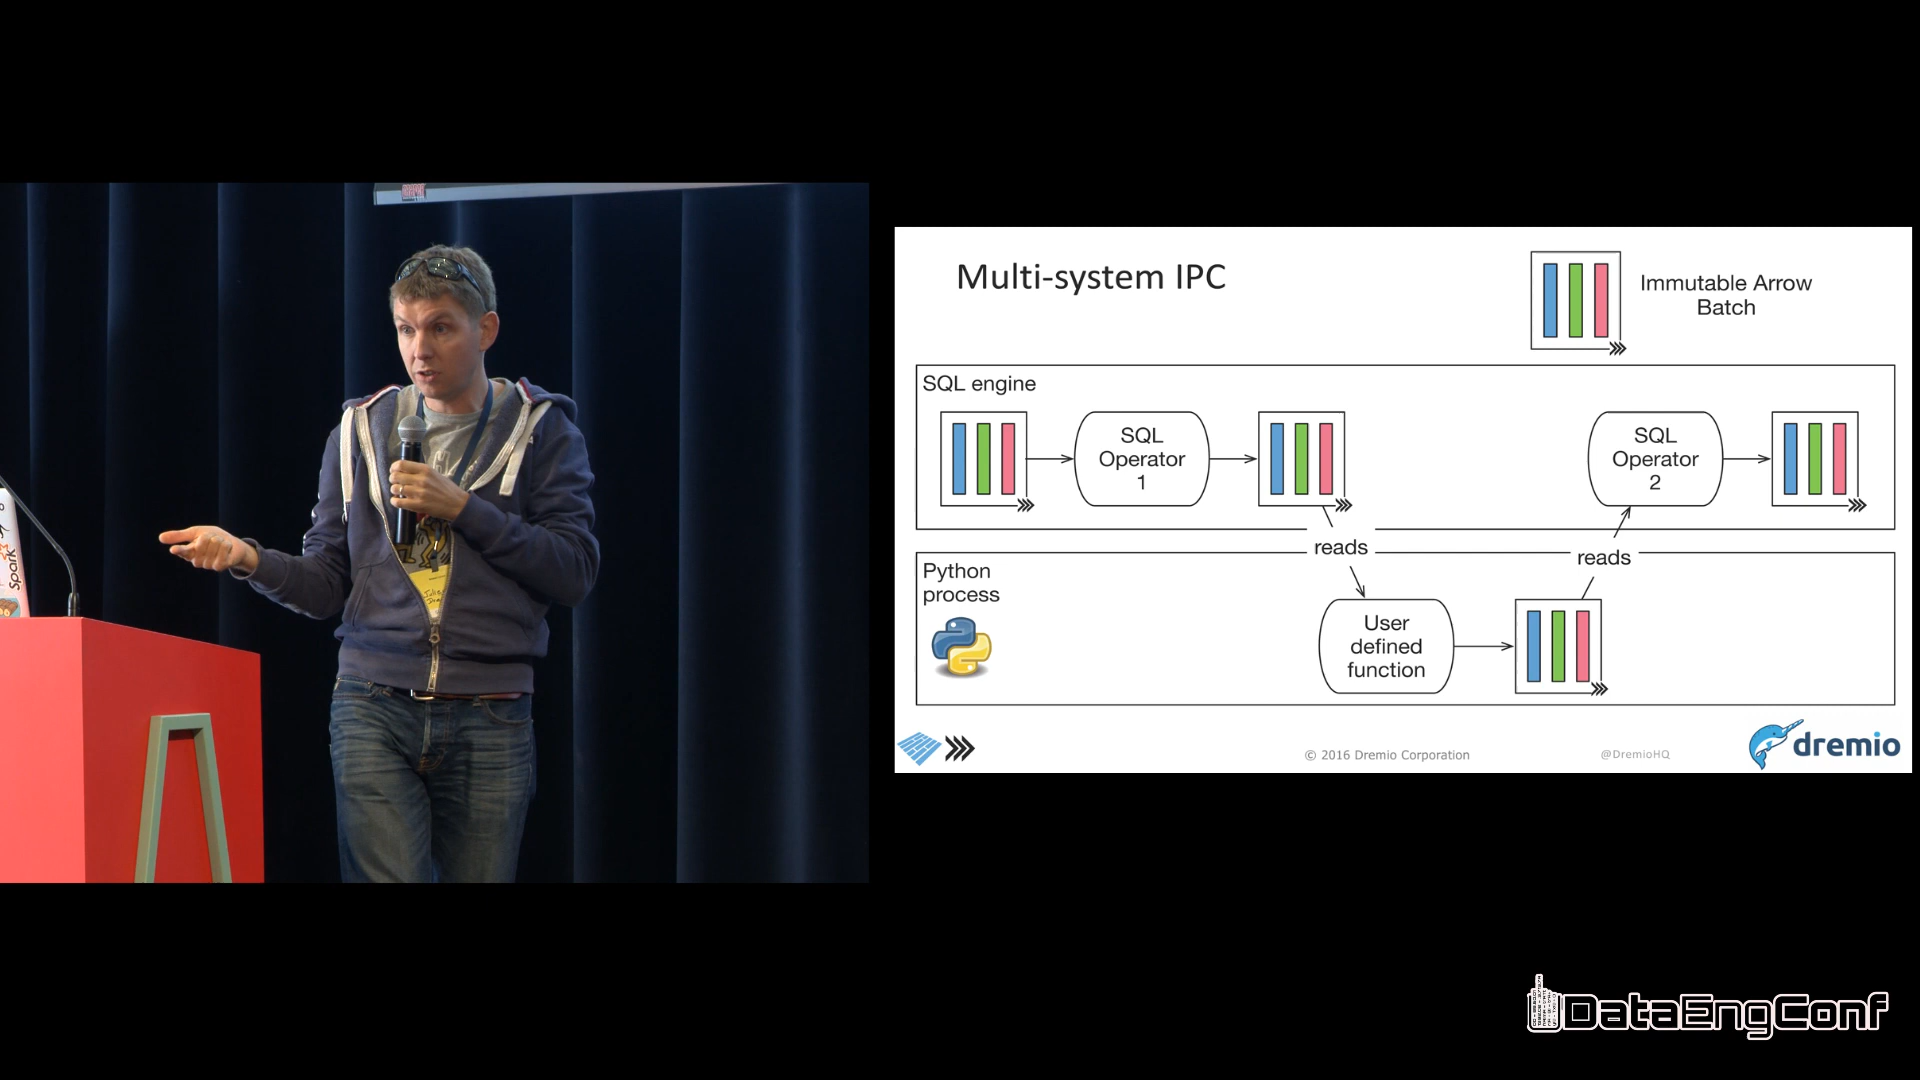 Spark
Multi-system IPC
Immutable Arrow
Batch
SQL engine
SQL
Operator
1
SQL
Operator
2
reads
reads
Python
process
User
defined
function
© 2016 Dremio Corporation
@DremioHQ
dremio
DataEngConf